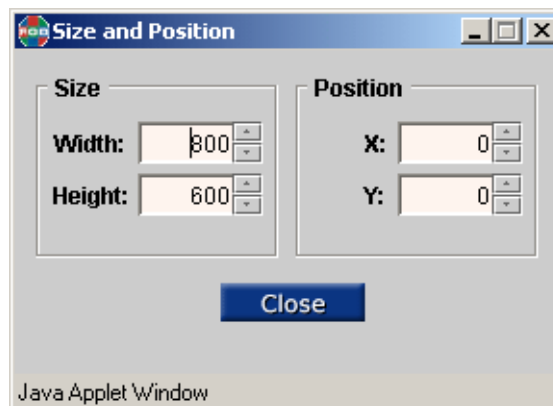 Size and Position
Size
Width: 800
Height: 600
Position
X: 0
Y: 0
Close
Java Applet Window